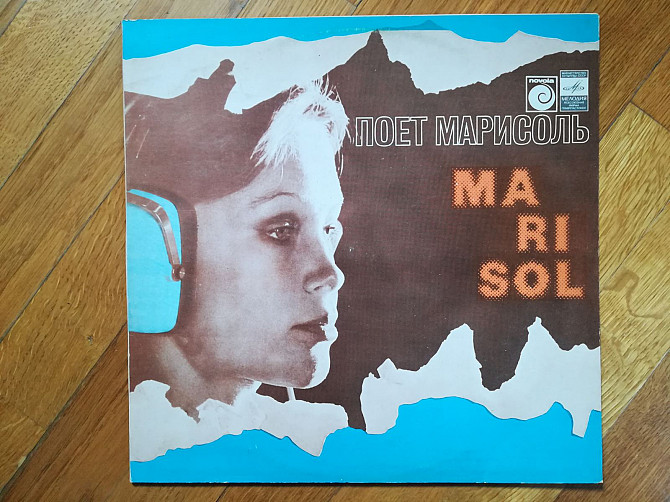 novola
МЕЛОДИЯ
ПОЕТ МАРИСОЛЬ
MA
RI
SOL